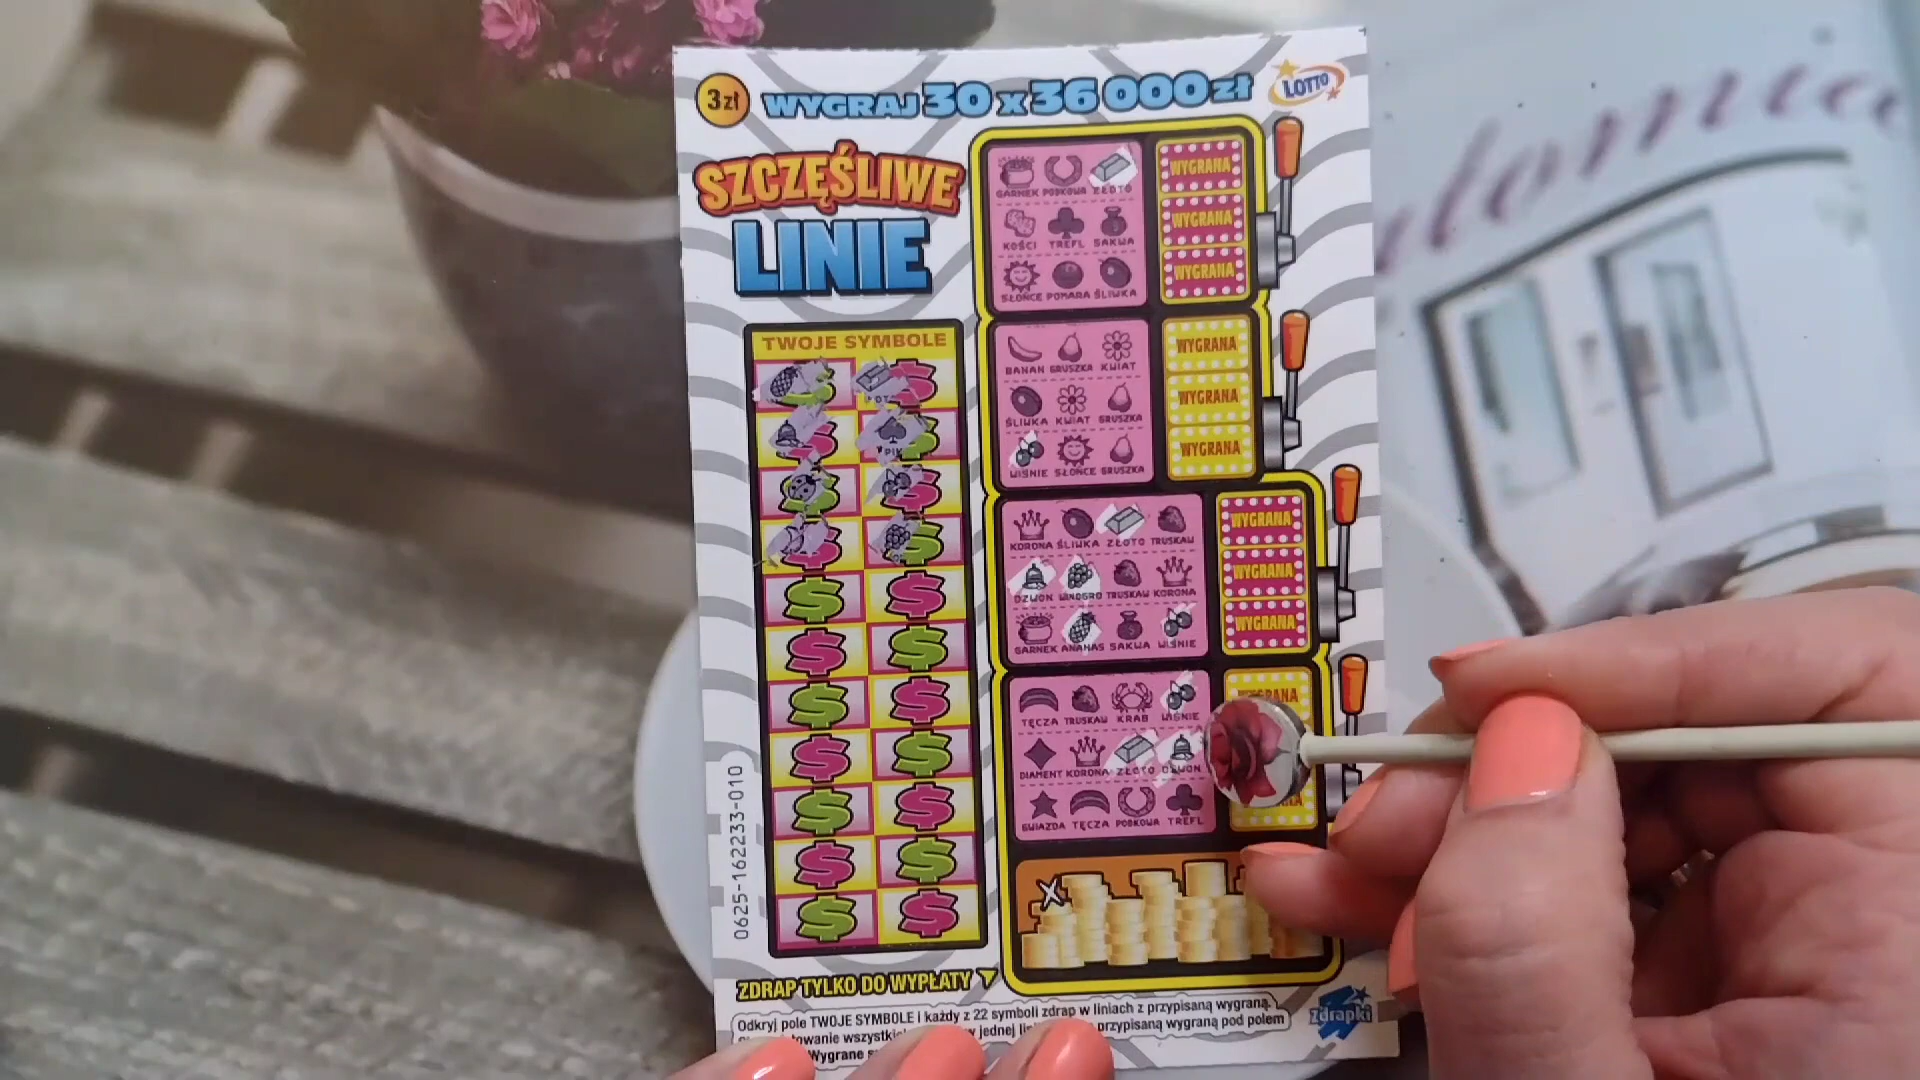 3zł WYGRAJ 30 x 36 000 zł LOTTO
SZCZĘŚLIWE
LINIE
TWOJE SYMBOLE
PIK
GARNEK PODKOWA ZŁOTO WYGRANA
KOŚCI TREFL SAKWA WYGRANA
SŁOŃCE POMARA ŚLIWKA WYGRANA
BANAN GRUSZKA KWIAT WYGRANA
ŚLIWKA KWIAT GRUSZKA WYGRANA
WIŚNIE SŁOŃCE GRUSZKA WYGRANA
KORONA ŚLIWKA ZŁOTO TRUSKAW WYGRANA
DZWON WINOGRO TRUSKAW KORONA WYGRANA
GARNEK ANANAS SAKWA WIŚNIE WYGRANA
TĘCZA TRUSKAW KRAB WIŚNIE
DIAMENT KORONA ZŁOTO DZWON
GWIAZDA TĘCZA PODKOWA TREFL
0625-162233-010
ZDRAP TYLKO DO WYPŁATY
Odkryj pole TWOJE SYMBOLE i każdy z 22 symboli zdrap w liniach z przypisaną wygraną.
w jednej przypisaną wygraną pod polem
Wygrane
Zdrapki